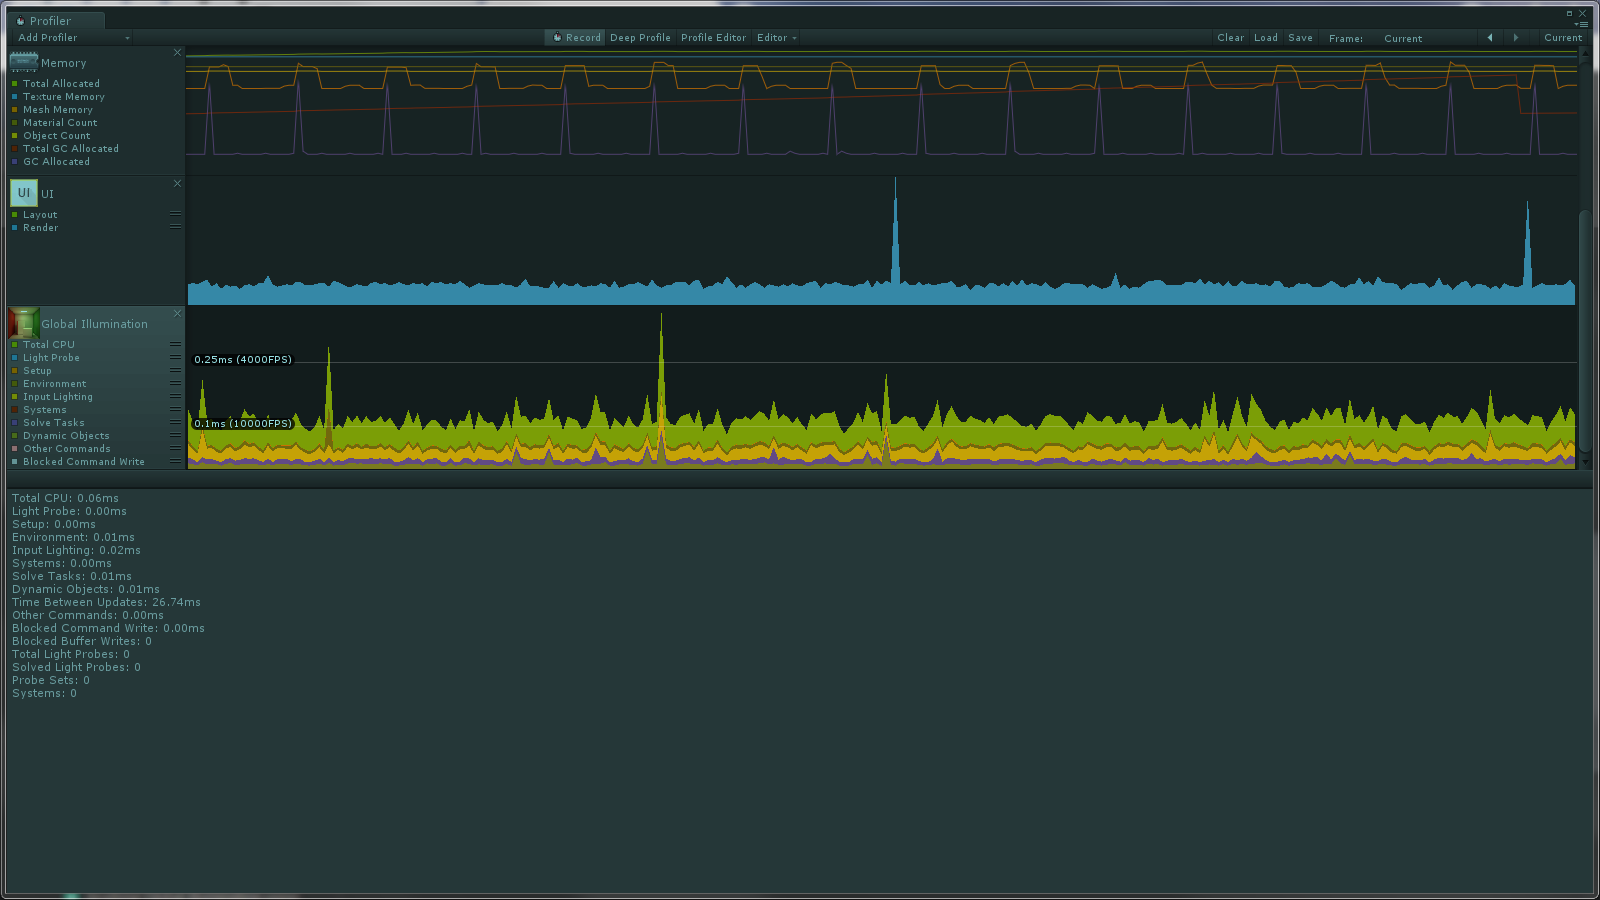 Profiler
Add Profiler
Record Deep Profile Profile Editor Editor
Clear Load Save Frame: Current Current
Memory
Total Allocated
Texture Memory
Mesh Memory
Material Count
Object Count
Total GC Allocated
GC Allocated
UI UI
Layout
Render
Global Illumination
Total CPU
Light Probe
Setup
Environment
Input Lighting
Systems
Solve Tasks
Dynamic Objects
Other Commands
Blocked Command Write
0.25ms (4000FPS)
0.1ms (10000FPS)
Total CPU: 0.06ms
Light Probe: 0.00ms
Setup: 0.00ms
Environment: 0.01ms
Input Lighting: 0.02ms
Systems: 0.00ms
Solve Tasks: 0.01ms
Dynamic Objects: 0.01ms
Time Between Updates: 26.74ms
Other Commands: 0.00ms
Blocked Command Write: 0.00ms
Blocked Buffer Writes: 0
Total Light Probes: 0
Solved Light Probes: 0
Probe Sets: 0
Systems: 0